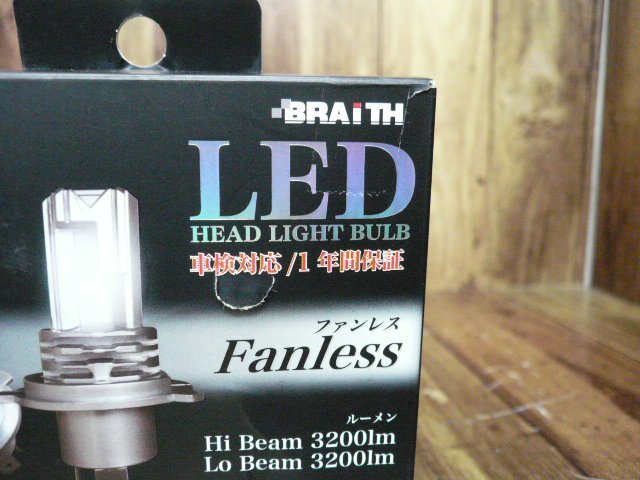 BRAiTH
LED
HEAD LIGHT BULB
車検対応/1年間保証
ファンレス
Fanless
ルーメン
Hi Beam 3200lm
Lo Beam 3200lm